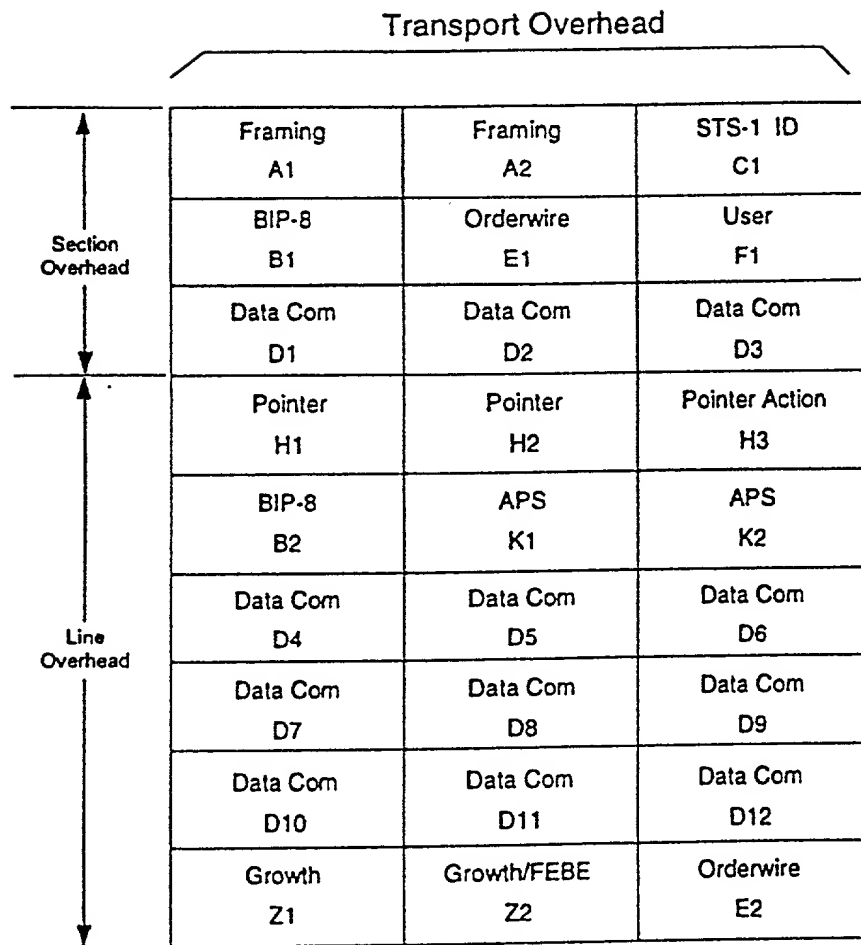 Transport Overhead
Framing Framing STS-1 ID
A1 A2 C1
BIP-8 Orderwire User
B1 E1 F1
Section
Overhead
Data Com Data Com Data Com
D1 D2 D3
Pointer Pointer Pointer Action
H1 H2 H3
BIP-8 APS APS
B2 K1 K2
Data Com Data Com Data Com
D4 D5 D6
Line
Overhead
Data Com Data Com Data Com
D7 D8 D9
Data Com Data Com Data Com
D10 D11 D12
Growth Growth/FEBE Orderwire
Z1 Z2 E2